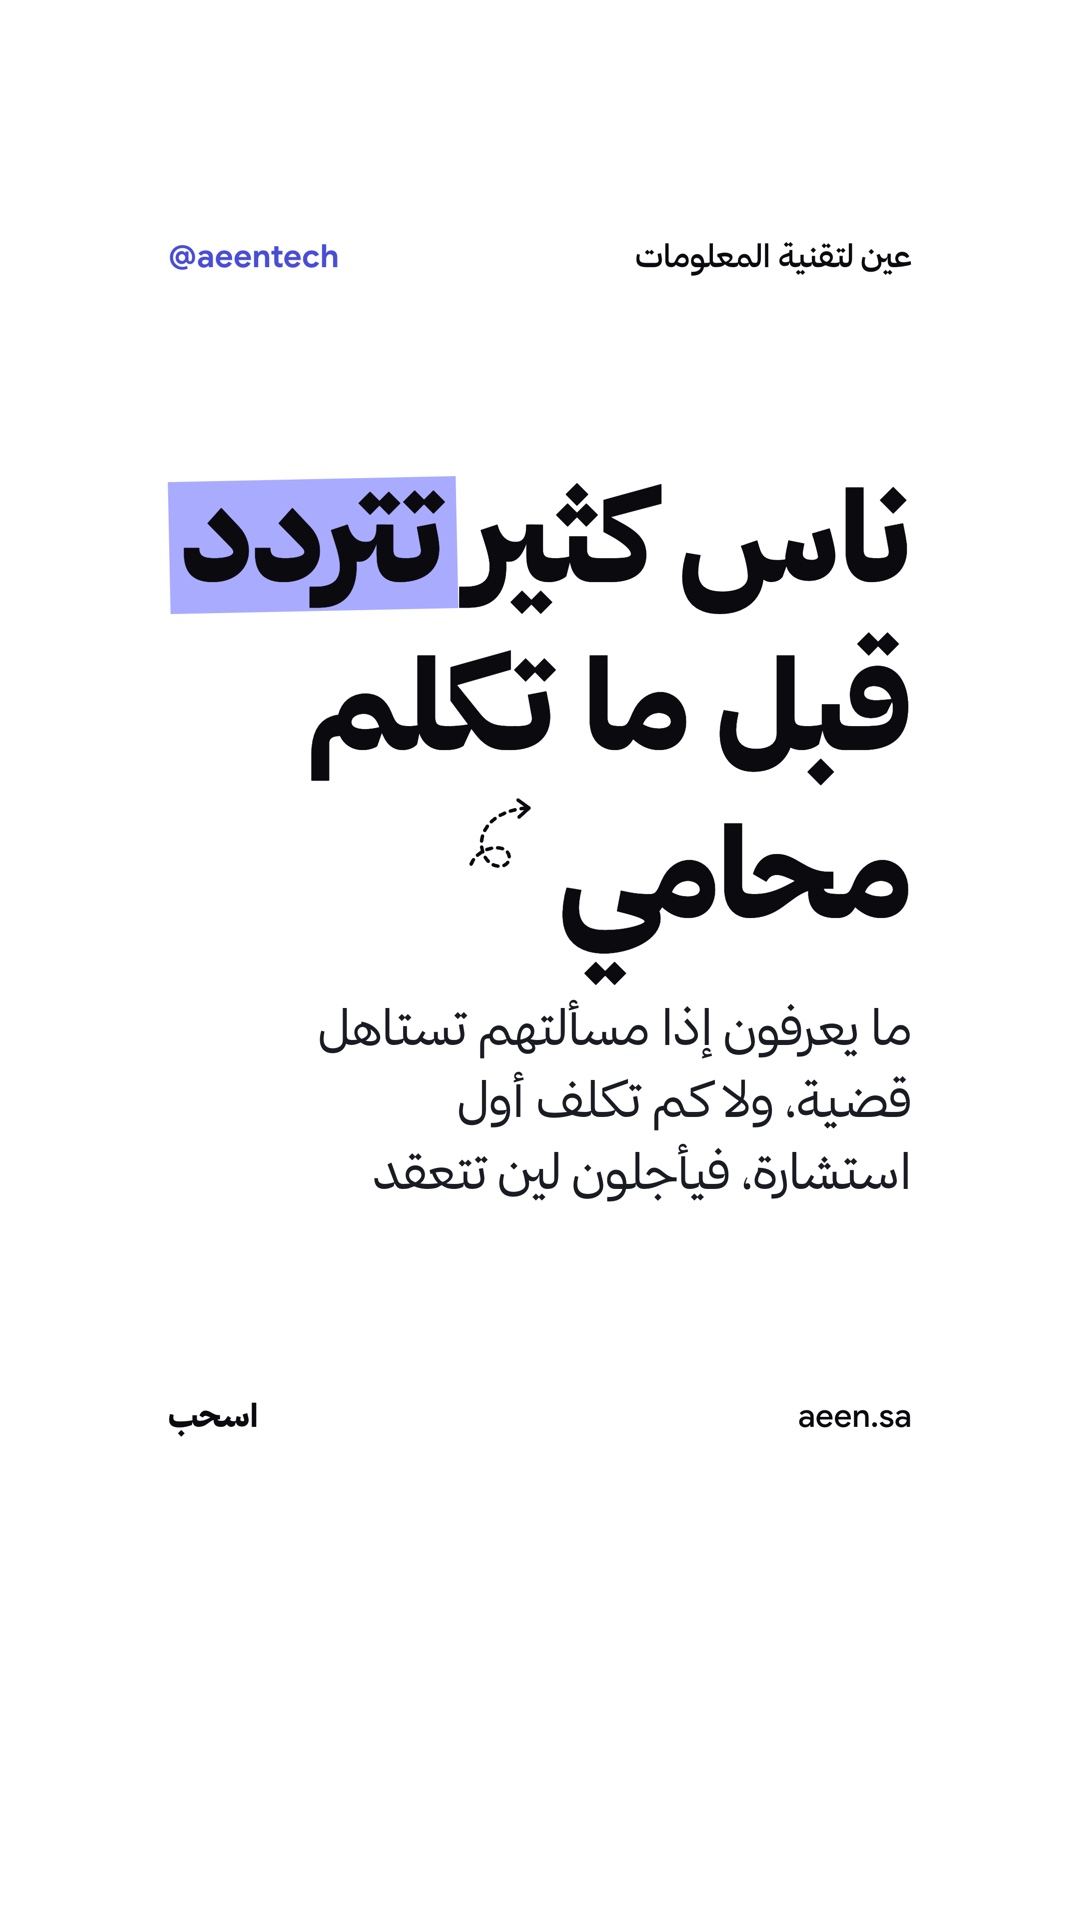 عين لتقنية المعلومات
@aeentech
ناس كثير تتردد
قبل ما تكلم
محامي
ما يعرفون إذا مسألتهم تستاهل
قضية، ولا كم تكلف أول
استشارة، فيأجلون لين تتعقد
aeen.sa
اسحب